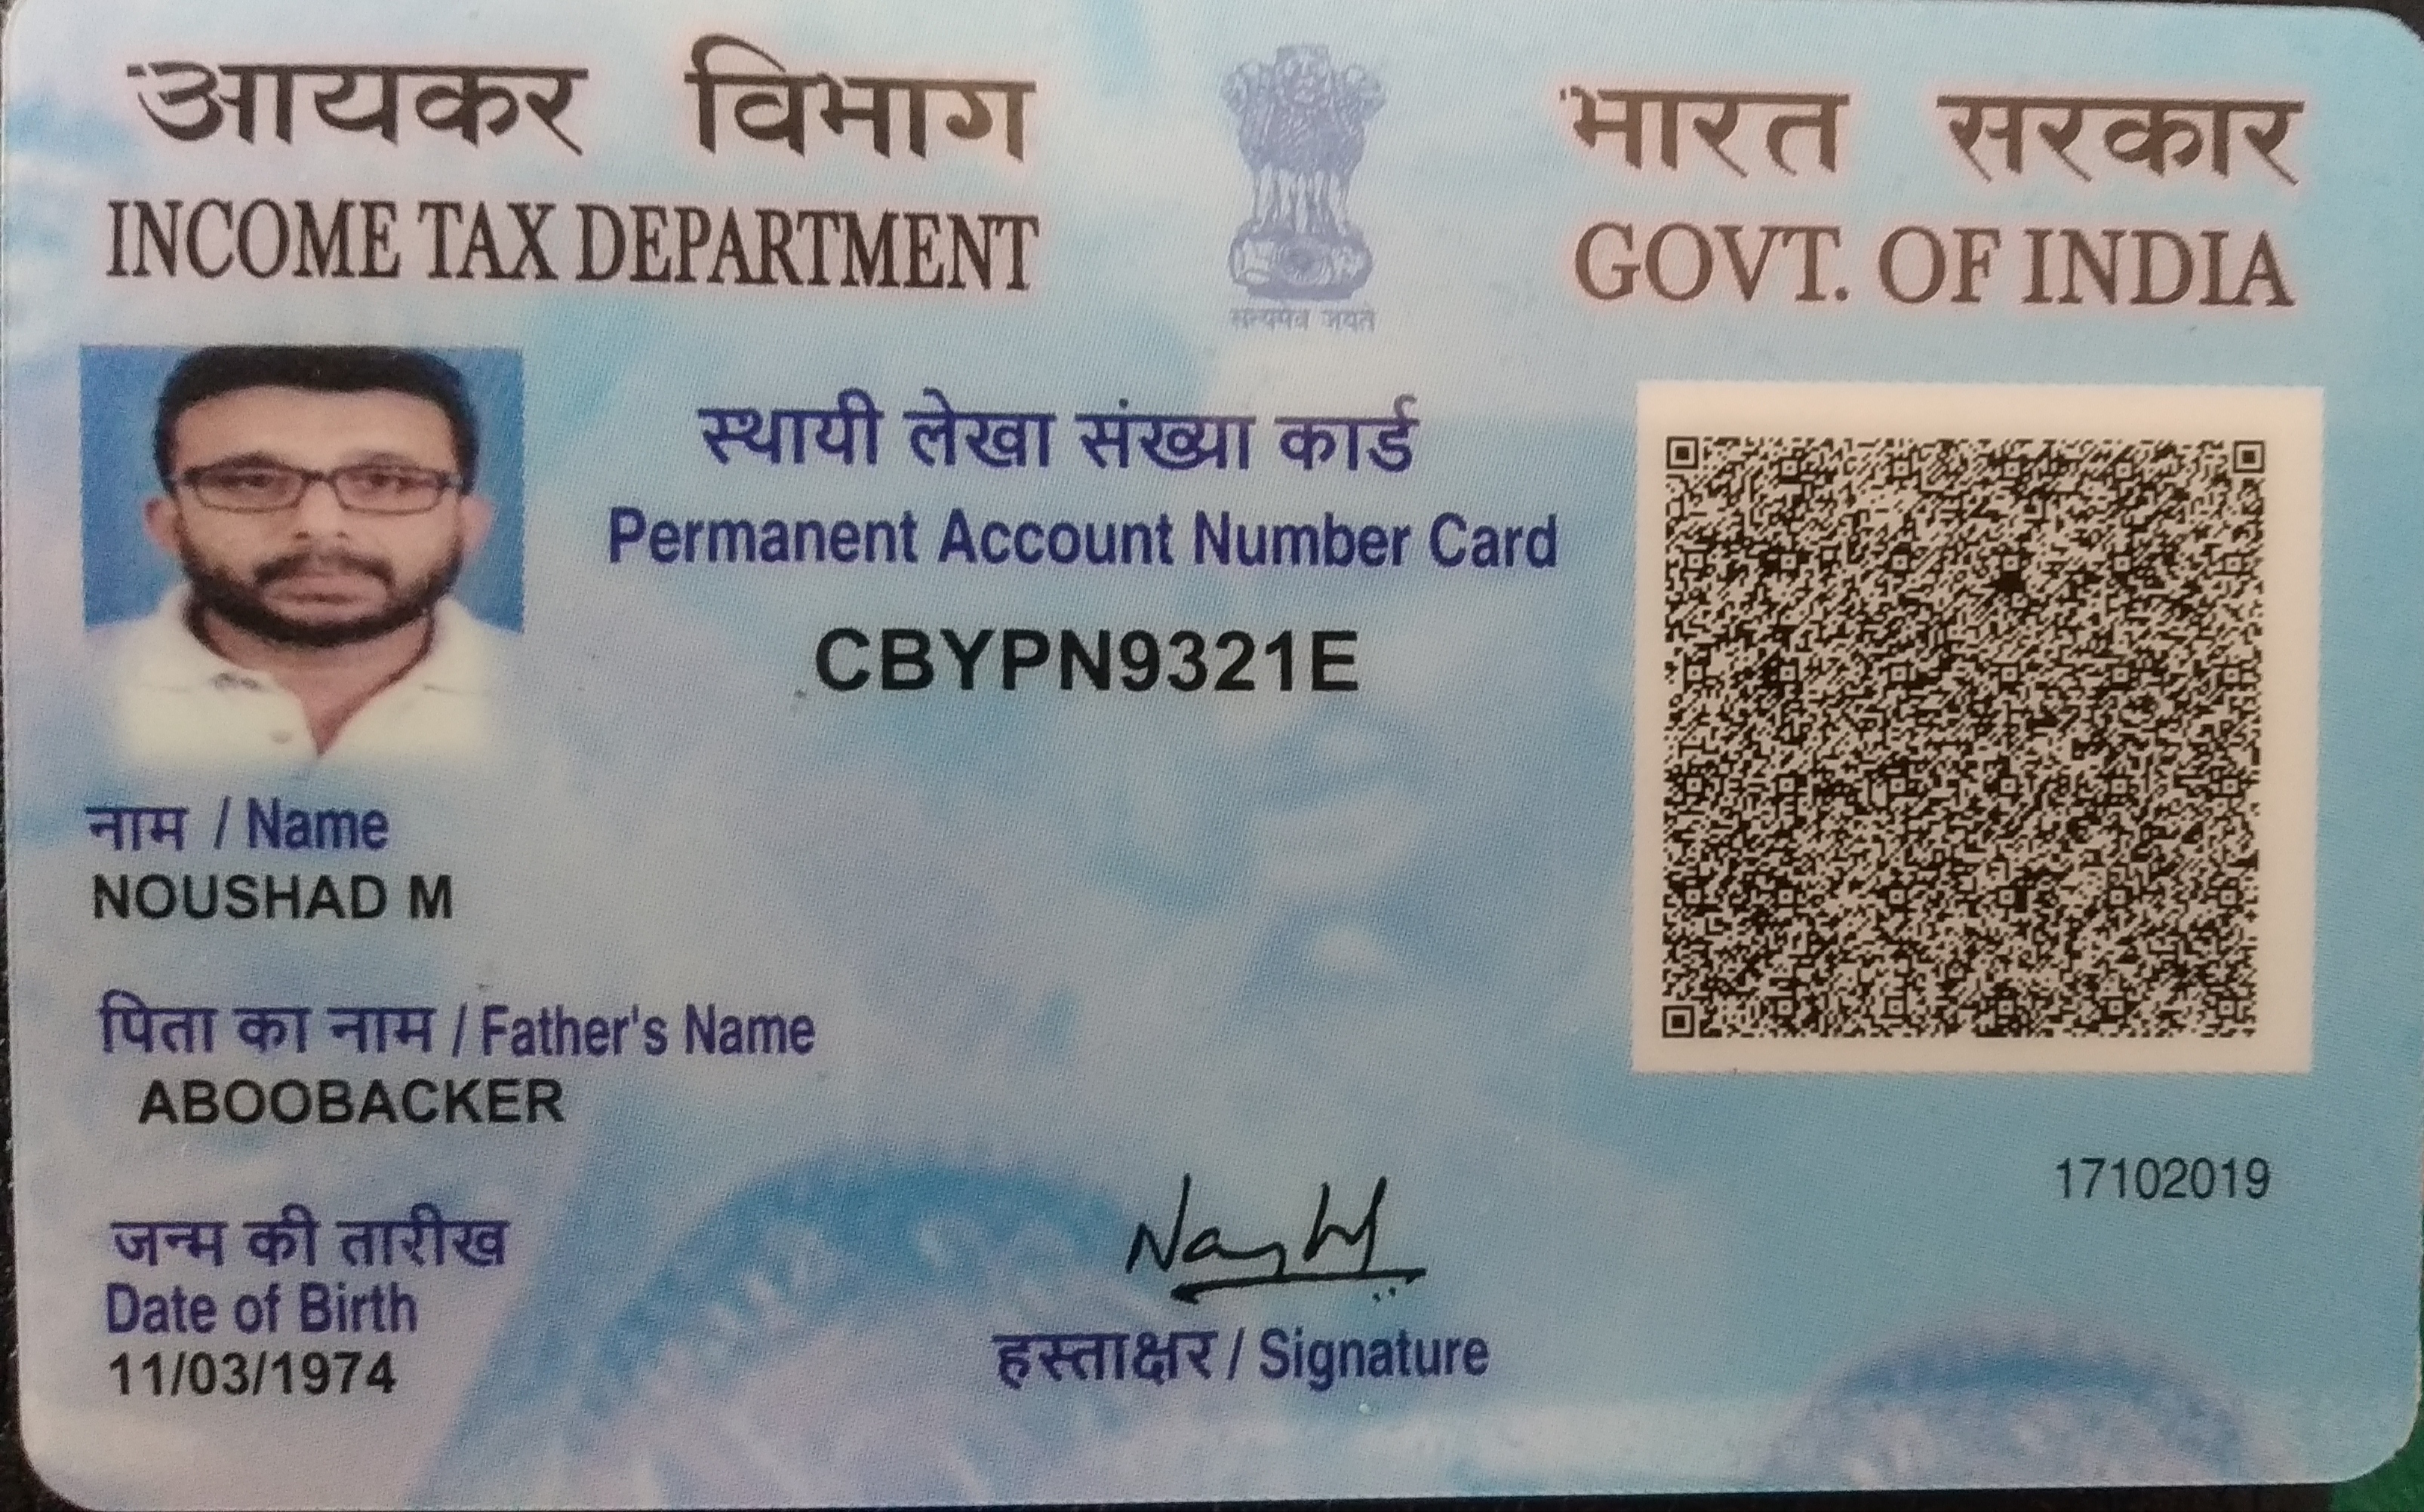 आयकर विभाग
INCOME TAX DEPARTMENT
सत्यमेव जयते
भारत सरकार
GOVT. OF INDIA
स्थायी लेखा संख्या कार्ड
Permanent Account Number Card
CBYPN9321E
नाम / Name
NOUSHAD M
पिता का नाम / Father's Name
ABOOBACKER
जन्म की तारीख
Date of Birth
11/03/1974
हस्ताक्षर / Signature
17102019